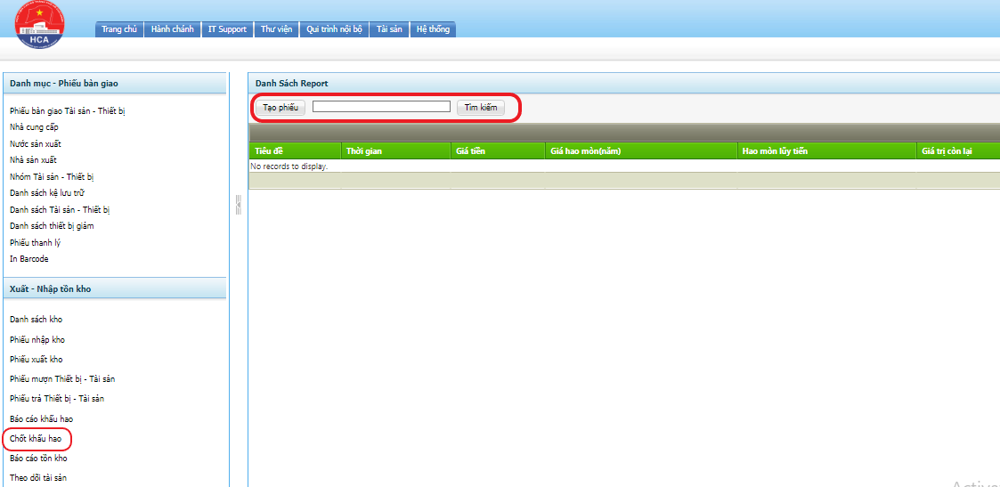 HCA
Trang chủ Hành chánh IT Support Thư viện Qui trình nội bộ Tài sản Hệ thống
Danh mục - Phiếu bàn giao
Phiếu bàn giao Tài sản - Thiết bị
Nhà cung cấp
Nước sản xuất
Nhà sản xuất
Nhóm Tài sản - Thiết bị
Danh sách kệ lưu trữ
Danh sách Tài sản - Thiết bị
Danh sách thiết bị giảm
Phiếu thanh lý
In Barcode
Xuất - Nhập tồn kho
Danh sách kho
Phiếu nhập kho
Phiếu xuất kho
Phiếu mượn Thiết bị - Tài sản
Phiếu trả Thiết bị - Tài sản
Báo cáo khấu hao
Chốt khấu hao
Báo cáo tồn kho
Theo dõi tài sản
Danh Sách Report
Tạo phiếu Tìm kiếm
Tiêu đề Thời gian Giá tiền Giá hao mòn(năm) Hao mòn lũy tiến Giá trị còn lại
No records to display.